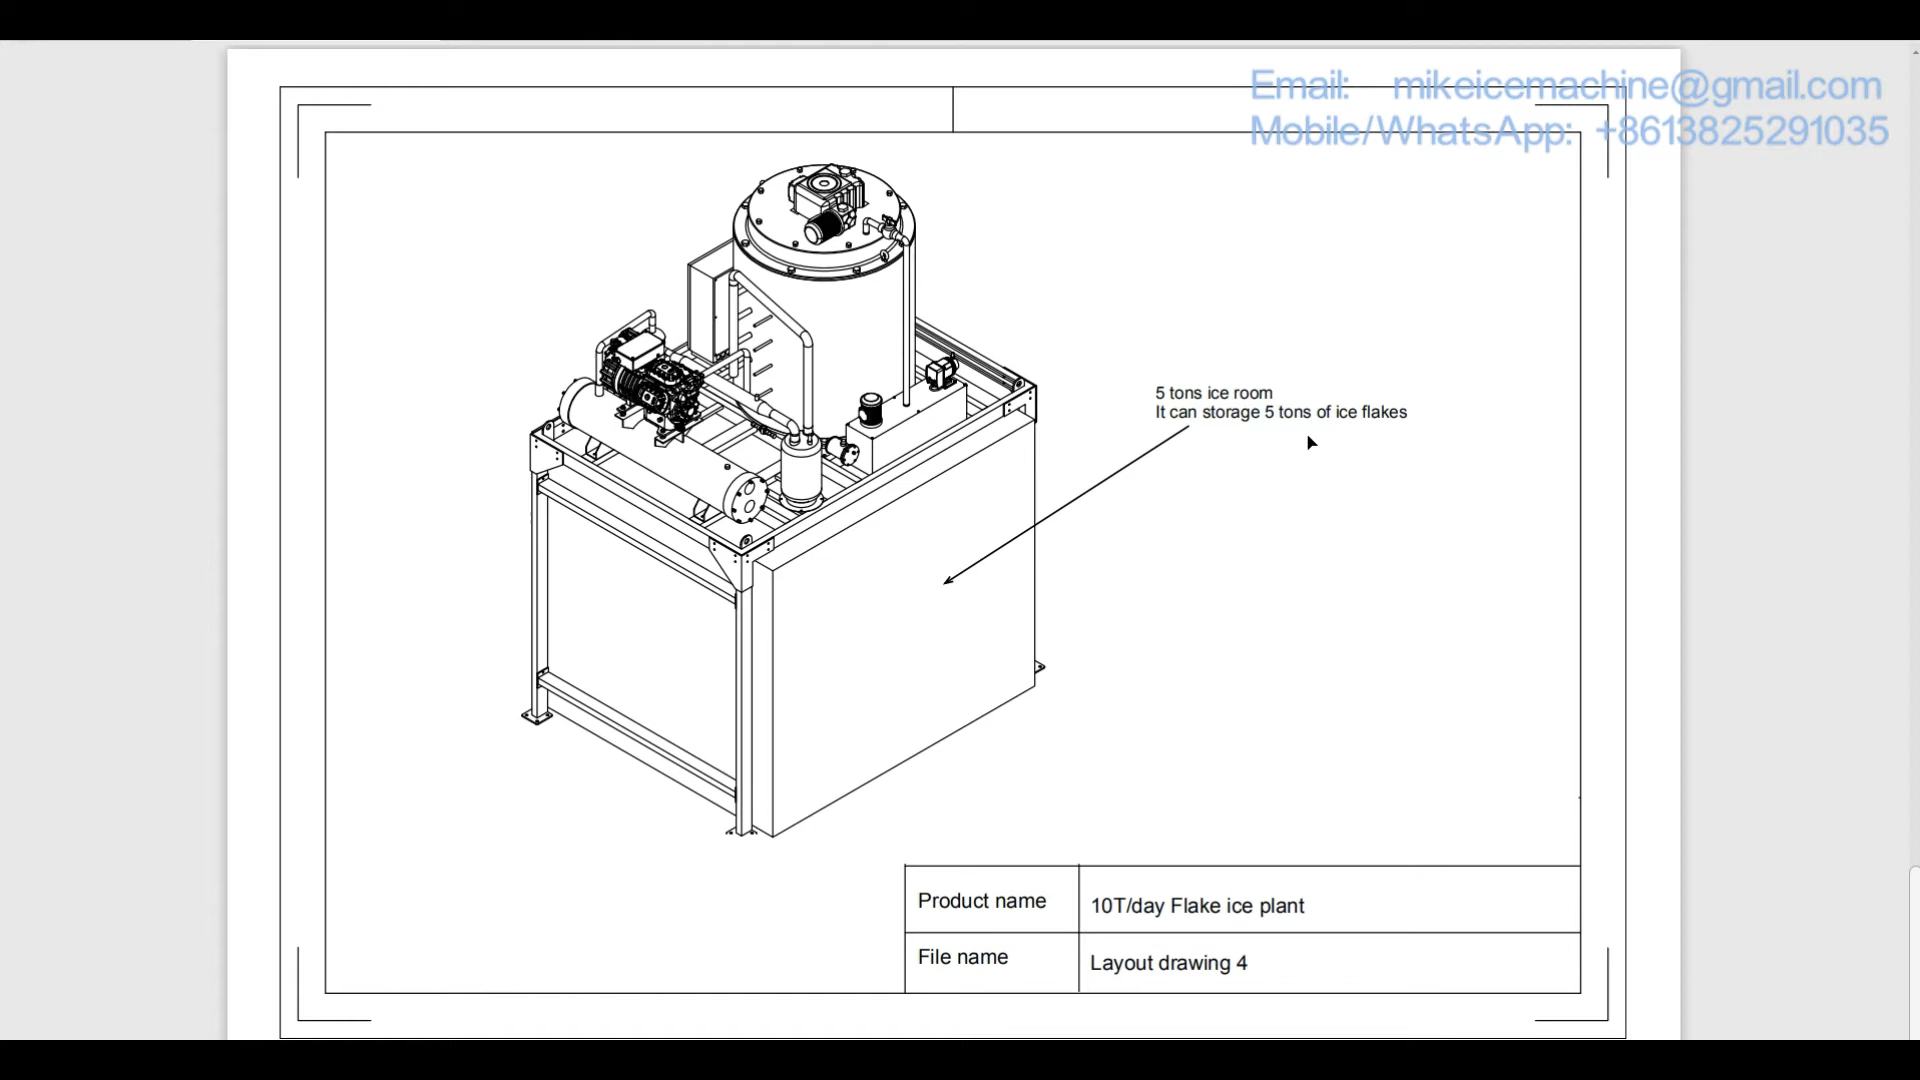 Email: mikeicemachine@gmail.com
Mobile/WhatsApp: +8613825291035
5 tons ice room
It can storage 5 tons of ice flakes
Product name 10T/day Flake ice plant
File name Layout drawing 4